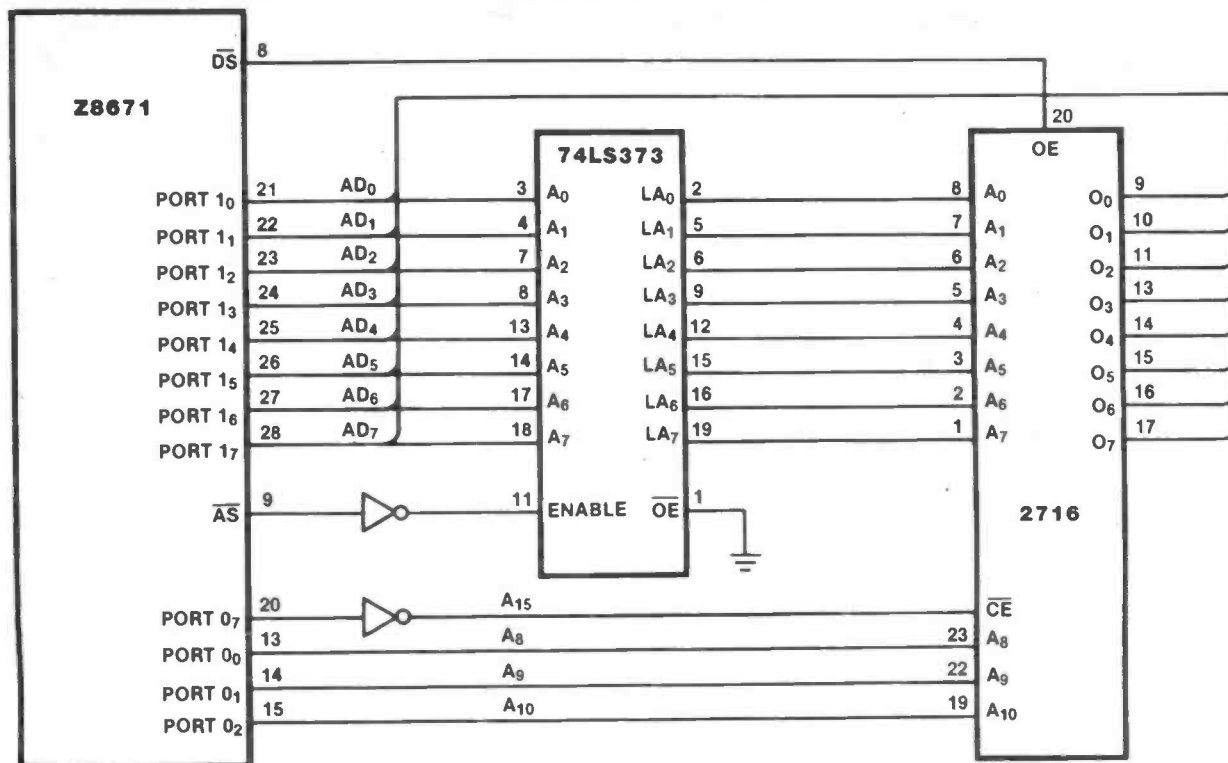 8
D̅S̅
Z8671
20
OE
74LS373
PORT 1₀ 21 AD₀ 3 A₀ LA₀ 2 8 A₀ O₀ 9
PORT 1₁ 22 AD₁ 4 A₁ LA₁ 5 7 A₁ O₁ 10
PORT 1₂ 23 AD₂ 7 A₂ LA₂ 6 6 A₂ O₂ 11
PORT 1₃ 24 AD₃ 8 A₃ LA₃ 9 5 A₃ O₃ 13
PORT 1₄ 25 AD₄ 13 A₄ LA₄ 12 4 A₄ O₄ 14
PORT 1₅ 26 AD₅ 14 A₅ LA₅ 15 3 A₅ O₅ 15
PORT 1₆ 27 AD₆ 17 A₆ LA₆ 16 2 A₆ O₆ 16
PORT 1₇ 28 AD₇ 18 A₇ LA₇ 19 1 A₇ O₇ 17
A̅S̅ 9 11 ENABLE O̅E̅ 1
2716
PORT 0₇ 20 A₁₅ C̅E̅
PORT 0₀ 13 A₈ 23 A₈
PORT 0₁ 14 A₉ 22 A₉
PORT 0₂ 15 A₁₀ 19 A₁₀